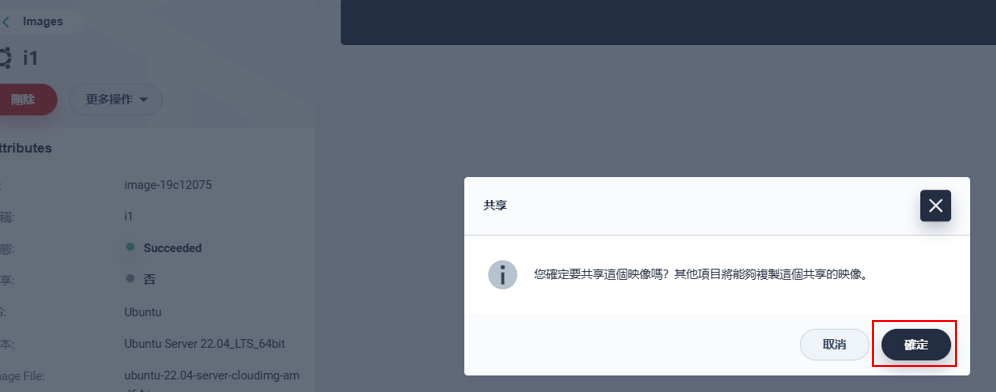 Images
i1
刪除
更多操作
ttributes
:
image-19c12075
稱:
i1
態:
Succeeded
享:
否
S:
Ubuntu
本:
Ubuntu Server 22.04_LTS_64bit
nage File:
ubuntu-22.04-server-cloudimg-am
共享
您確定要共享這個映像嗎? 其他項目將能夠複製這個共享的映像。
取消
確定